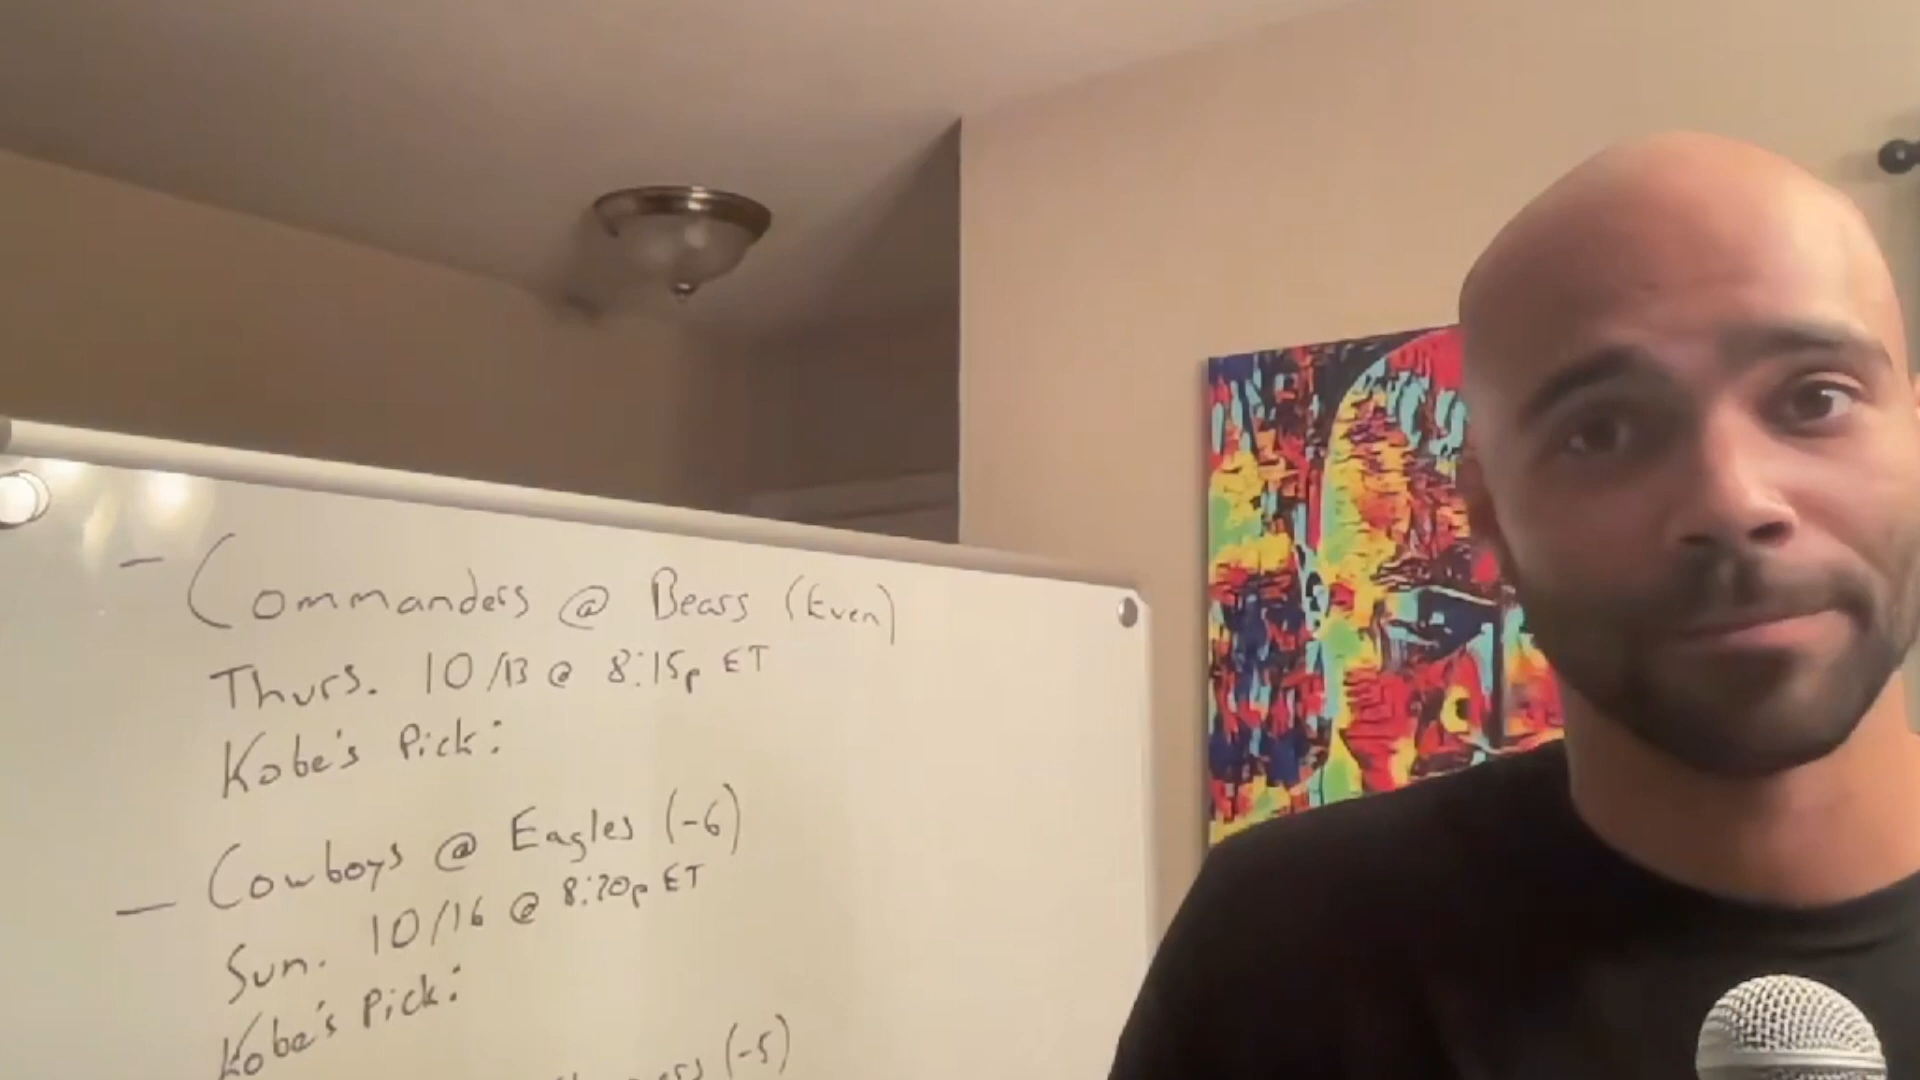 - Commanders @ Bears (Even)
Thurs. 10/13 @ 8:15p ET
Kobe's Pick:
- Cowboys @ Eagles (-6)
Sun. 10/16 @ 8:20p ET
Kobe's Pick:
(-5)